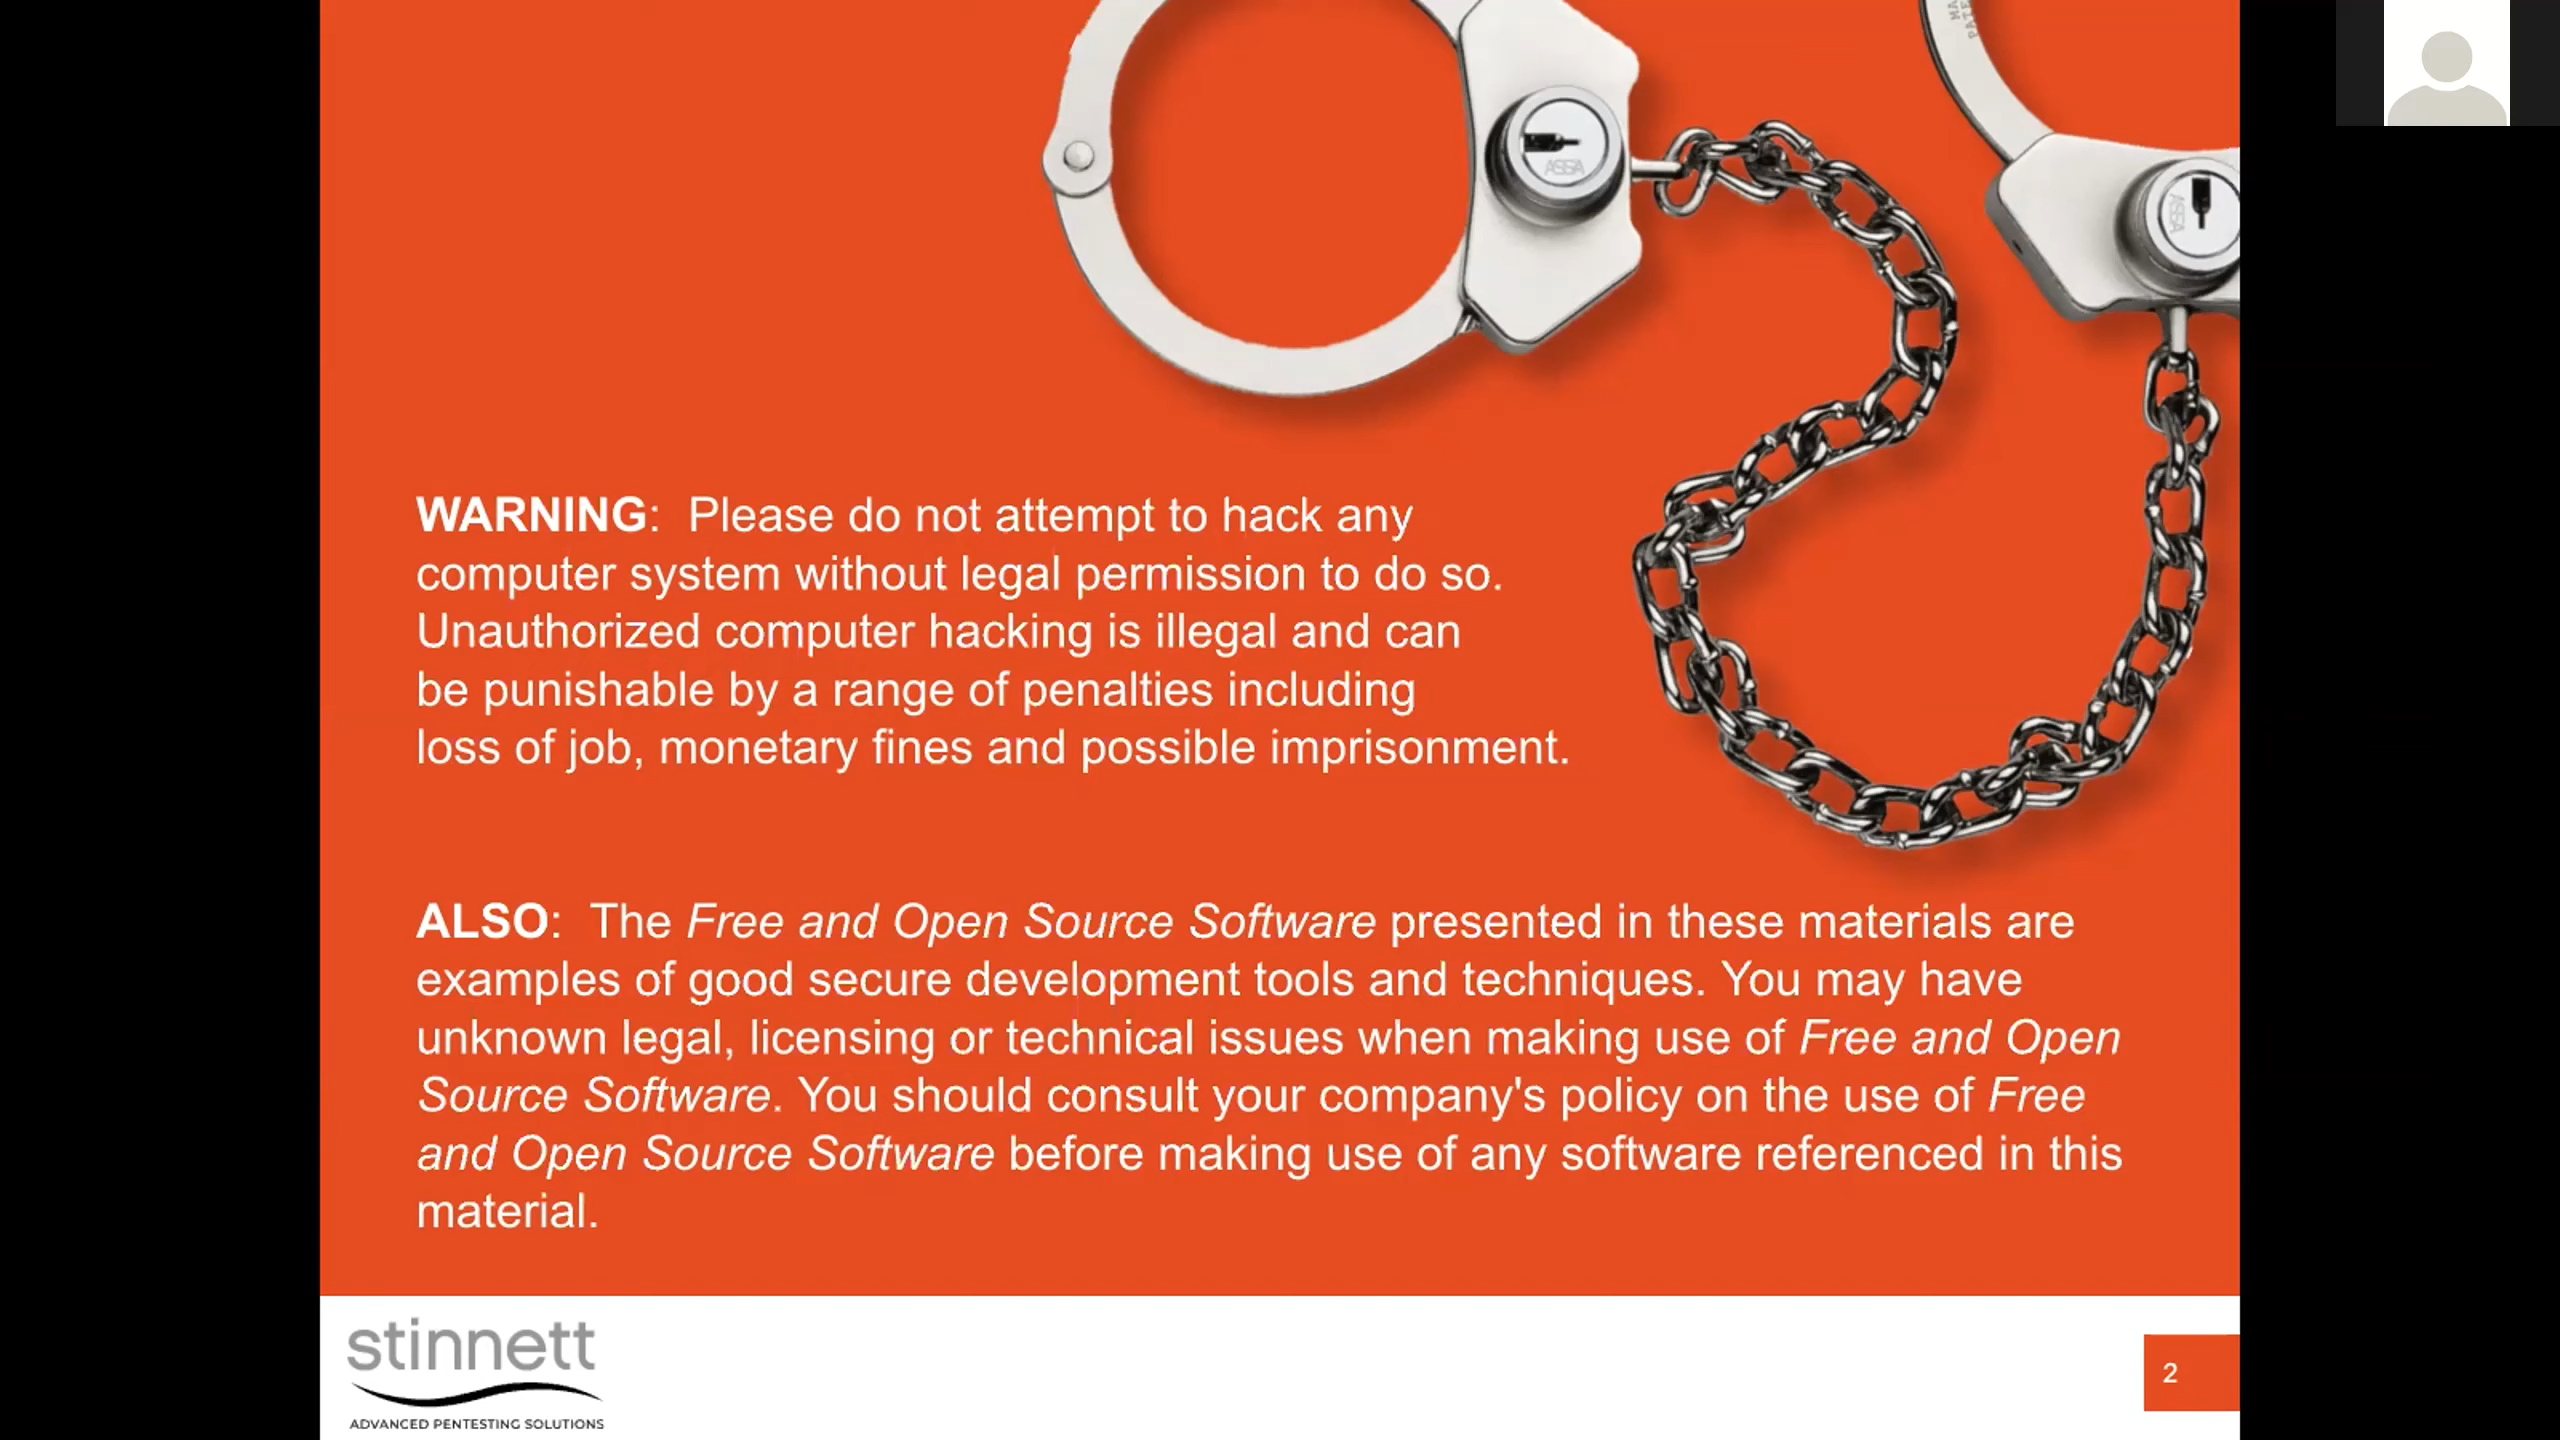 WARNING:  Please do not attempt to hack any
computer system without legal permission to do so.
Unauthorized computer hacking is illegal and can
be punishable by a range of penalties including
loss of job, monetary fines and possible imprisonment.
ALSO:  The Free and Open Source Software presented in these materials are
examples of good secure development tools and techniques. You may have
unknown legal, licensing or technical issues when making use of Free and Open
Source Software. You should consult your company's policy on the use of Free
and Open Source Software before making use of any software referenced in this
material.
ASSA
ASSA
stinnett
ADVANCED PENTESTING SOLUTIONS
2